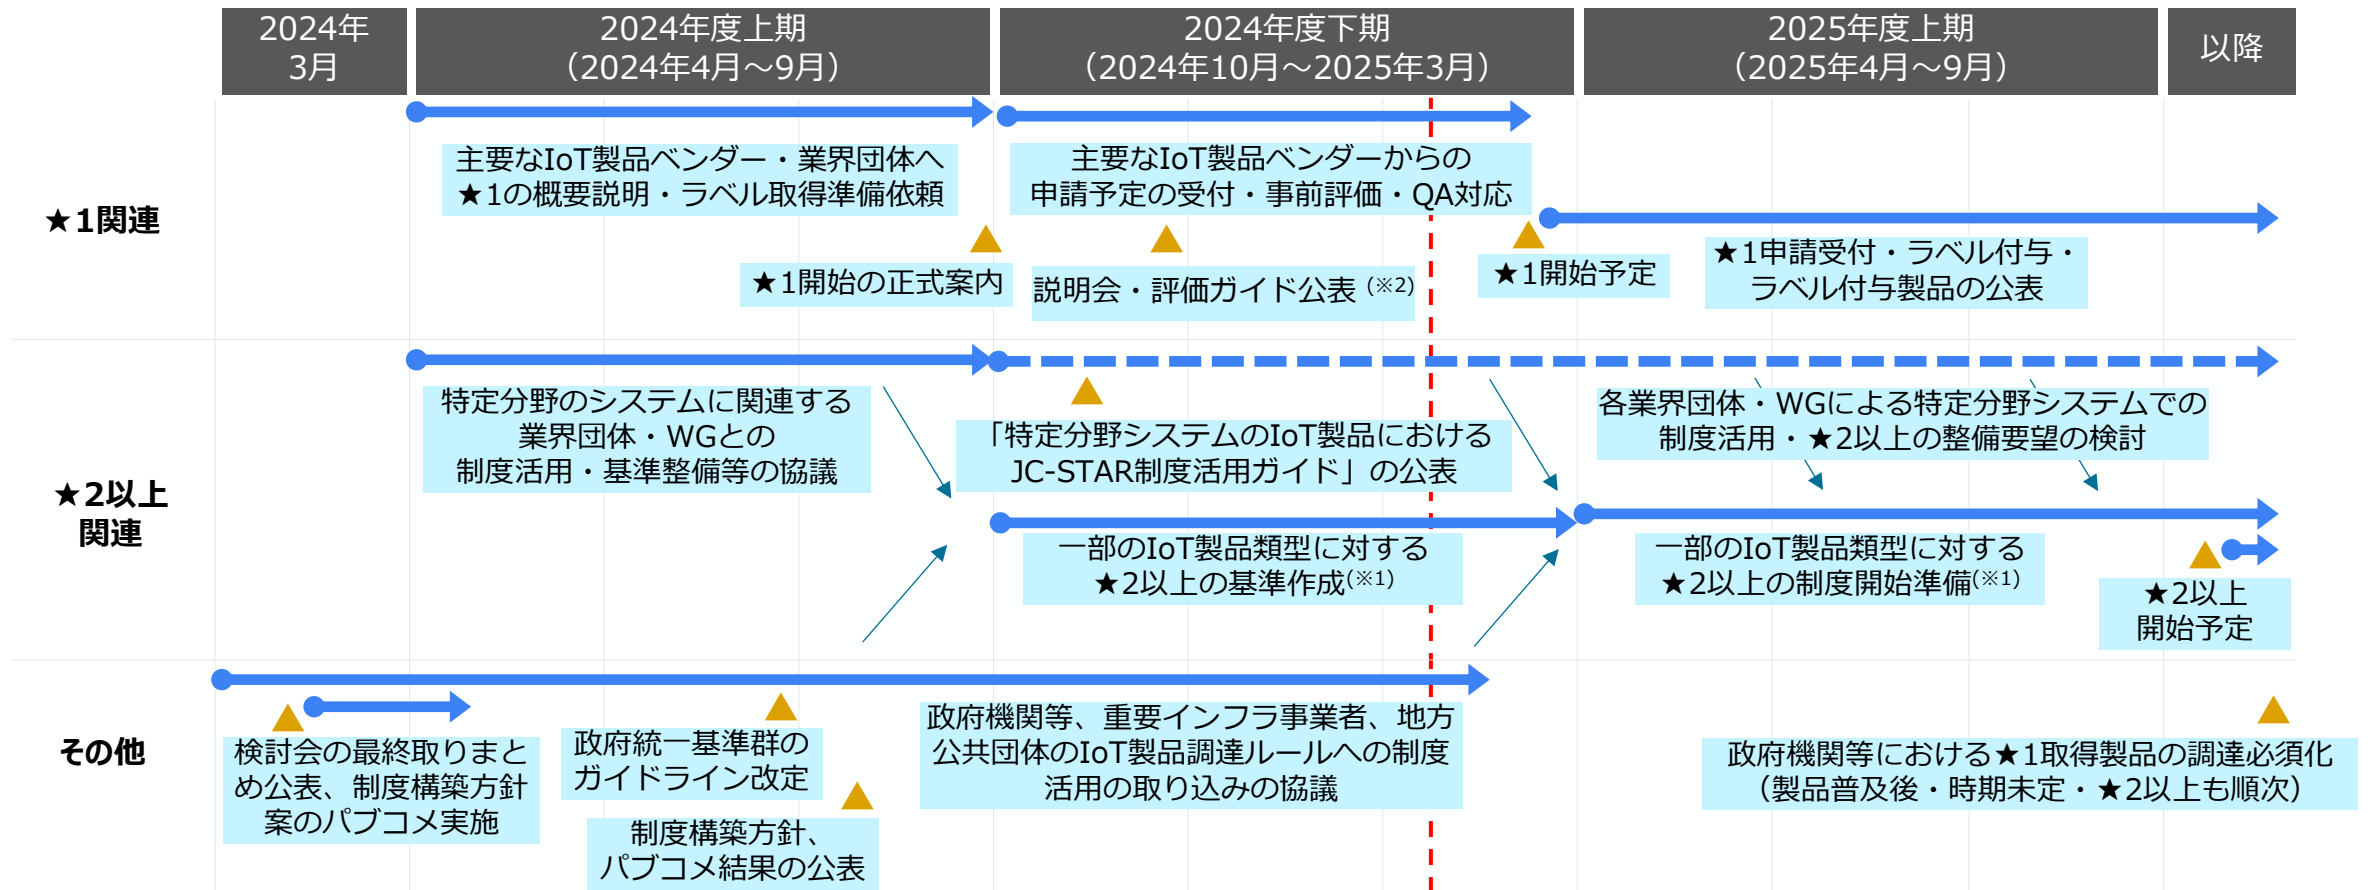 2024年
3月
2024年度上期
（2024年4月～9月）
2024年度下期
（2024年10月～2025年3月）
2025年度上期
（2025年4月～9月）
以降
★1関連
主要なIoT製品ベンダー・業界団体へ
★1の概要説明・ラベル取得準備依頼
主要なIoT製品ベンダーからの
申請予定の受付・事前評価・QA対応
★1開始の正式案内
説明会・評価ガイド公表（※2）
★1開始予定
★1申請受付・ラベル付与・
ラベル付与製品の公表
★2以上
関連
特定分野のシステムに関連する
業界団体・WGとの
制度活用・基準整備等の協議
「特定分野システムのIoT製品における
JC-STAR制度活用ガイド」の公表
各業界団体・WGによる特定分野システムでの
制度活用・★2以上の整備要望の検討
一部のIoT製品類型に対する
★2以上の基準作成（※1）
一部のIoT製品類型に対する
★2以上の制度開始準備（※1）
★2以上
開始予定
その他
検討会の最終取りまと
め公表、制度構築方針
案のパブコメ実施
政府統一基準群の
ガイドライン改定
制度構築方針、
パブコメ結果の公表
政府機関等、重要インフラ事業者、地方
公共団体のIoT製品調達ルールへの制度
活用の取り込みの協議
政府機関等における★1取得製品の調達必須化
（製品普及後・時期未定・★2以上も順次）